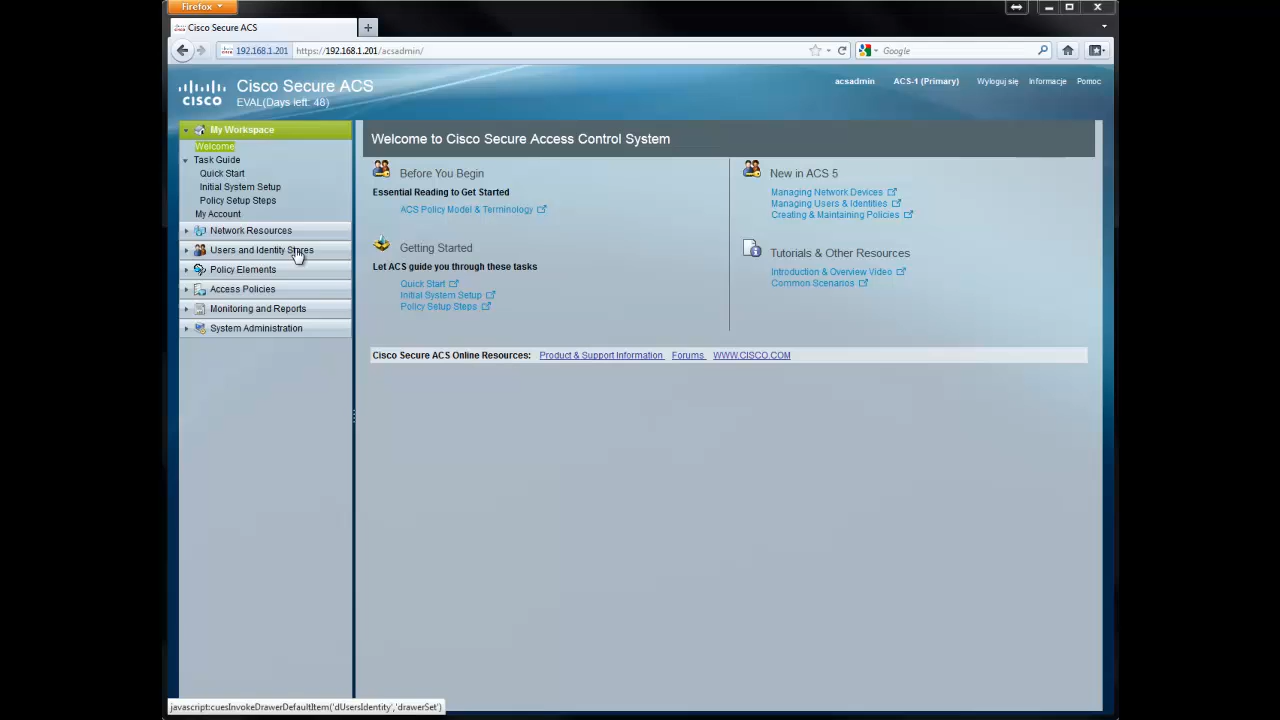 Firefox
Cisco Secure ACS
192.168.1.201 https://192.168.1.201/acsadmin/
Google
CISCO
Cisco Secure ACS
EVAL(Days left: 48)
acsadmin ACS-1 (Primary) Wyloguj się Informacje Pomoc
My Workspace
Welcome
Task Guide
Quick Start
Initial System Setup
Policy Setup Steps
My Account
Network Resources
Users and Identity Stores
Policy Elements
Access Policies
Monitoring and Reports
System Administration
Welcome to Cisco Secure Access Control System
Before You Begin
Essential Reading to Get Started
ACS Policy Model & Terminology
Getting Started
Let ACS guide you through these tasks
Quick Start
Initial System Setup
Policy Setup Steps
New in ACS 5
Managing Network Devices
Managing Users & Identities
Creating & Maintaining Policies
Tutorials & Other Resources
Introduction & Overview Video
Common Scenarios
Cisco Secure ACS Online Resources: Product & Support Information Forums WWW.CISCO.COM
javascript:cuesInvokeDrawerDefaultItem('dUsersIdentity','drawerSet')